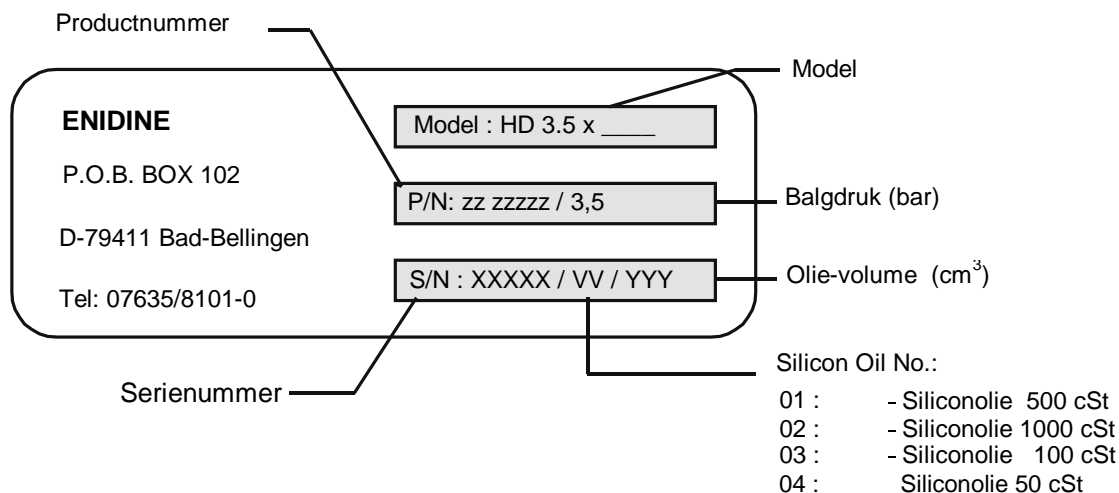 Productnummer
Model
ENIDINE
Model : HD 3.5 x ____
P.O.B. BOX 102
P/N: zz zzzzz / 3,5
Balgdruk (bar)
D-79411 Bad-Bellingen
S/N : XXXXX / VV / YYY
Olie-volume (cm³)
Tel: 07635/8101-0
Serienummer
Silicon Oil No.:
01 : - Siliconolie 500 cSt
02 : - Siliconolie 1000 cSt
03 : - Siliconolie 100 cSt
04 : Siliconolie 50 cSt